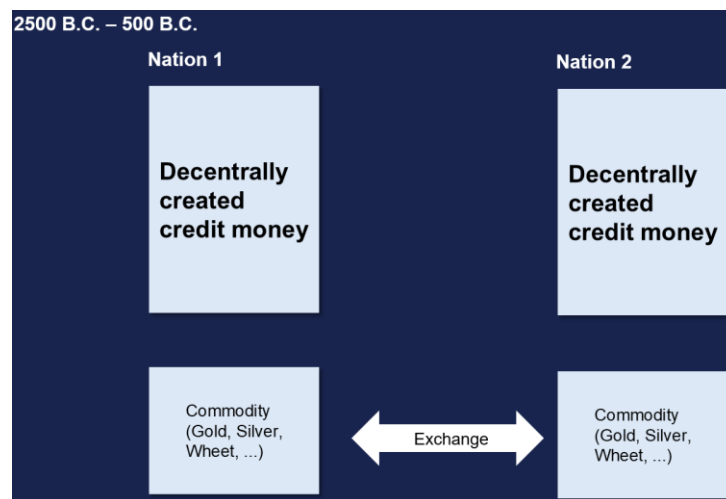 2500 B.C. – 500 B.C.
Nation 1
Nation 2
Decentrally
created
credit money
Decentrally
created
credit money
Commodity
(Gold, Silver,
Wheet, ...)
Exchange
Commodity
(Gold, Silver,
Wheet, ...)